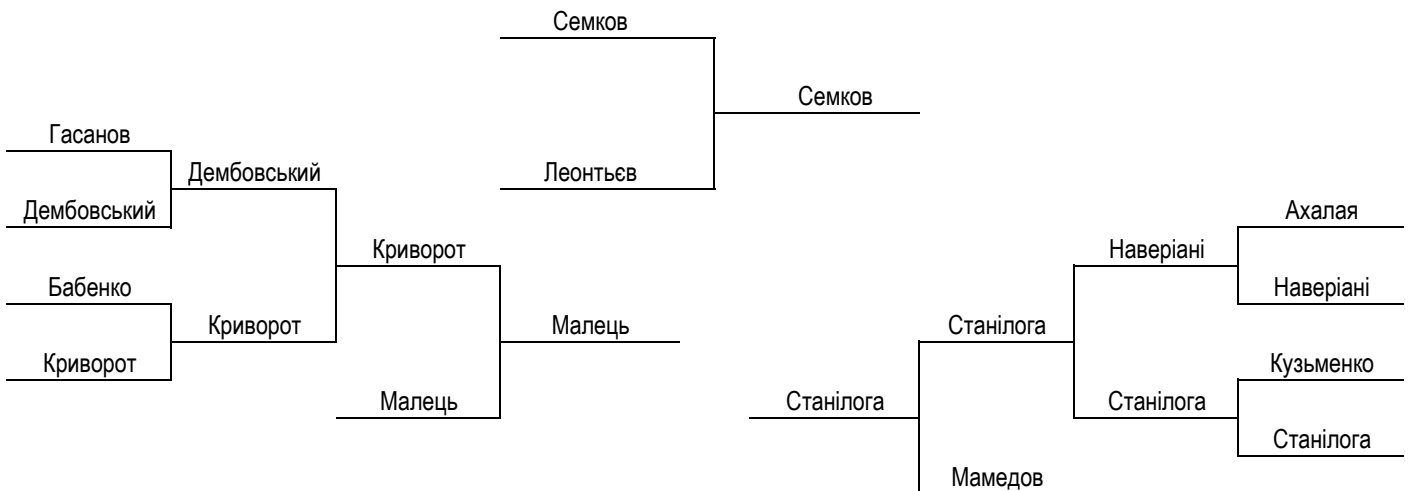 Семков
Семков
Гасанов
Дембовський
Леонтьєв
Дембовський
Ахалая
Криворот
Наверіані
Бабенко
Наверіані
Криворот
Малець
Станілога
Криворот
Кузьменко
Малець
Станілога
Станілога
Станілога
Мамедов